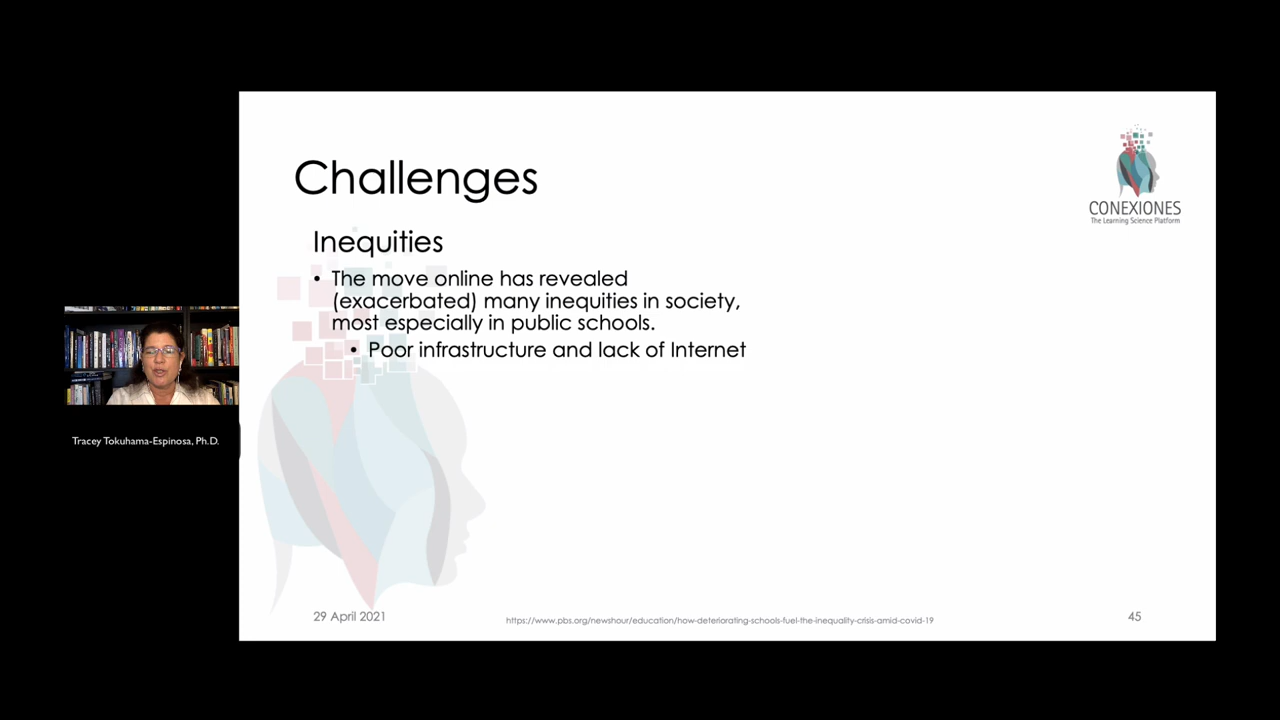 Challenges
CONEXIONES
The Learning Science Platform
Inequities
• The move online has revealed
(exacerbated) many inequities in society,
most especially in public schools.
• Poor infrastructure and lack of Internet
Tracey Tokuhama-Espinosa, Ph.D.
29 April 2021
https://www.pbs.org/newshour/education/how-deteriorating-schools-fuel-the-inequality-crisis-amid-covid-19
45